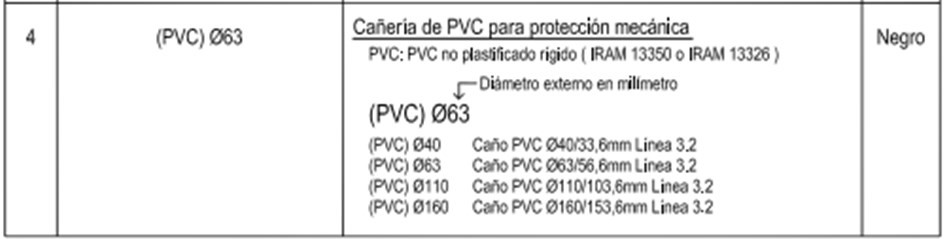 4
(PVC) Ø63
Cañería de PVC para protección mecánica
PVC: PVC no plastificado rigido ( IRAM 13350 o IRAM 13326 )
Diámetro externo en milímetro
(PVC) Ø63
(PVC) Ø40 Caño PVC Ø40/33,6mm Linea 3.2
(PVC) Ø63 Caño PVC Ø63/56,6mm Linea 3.2
(PVC) Ø110 Caño PVC Ø110/103,6mm Linea 3.2
(PVC) Ø160 Caño PVC Ø160/153,6mm Linea 3.2
Negro